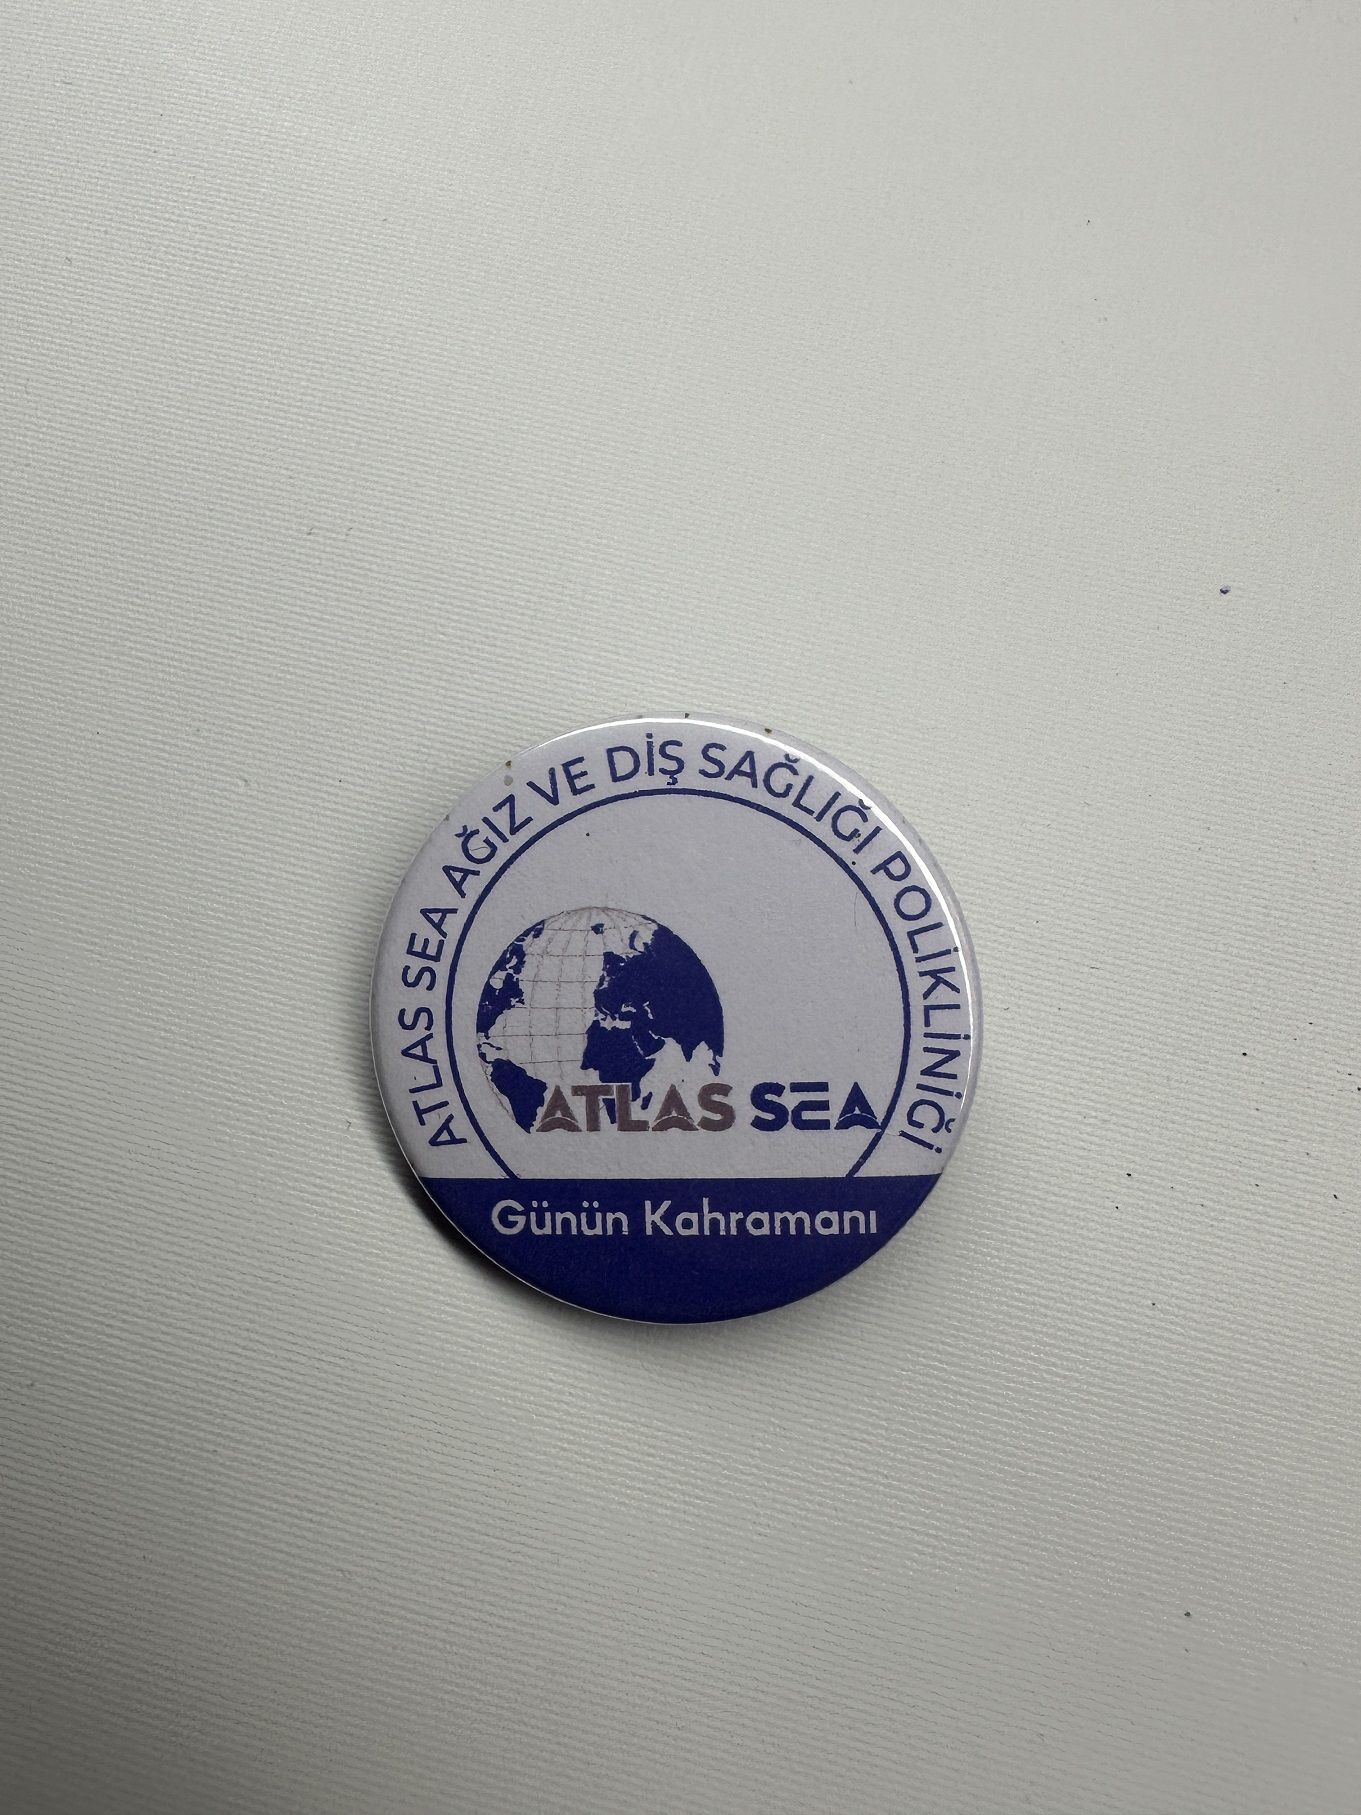 ATLAS SEA AĞIZ VE DİŞ SAĞLIĞI POLİKLİNİĞİ
ATLAS SEA
Günün Kahramanı